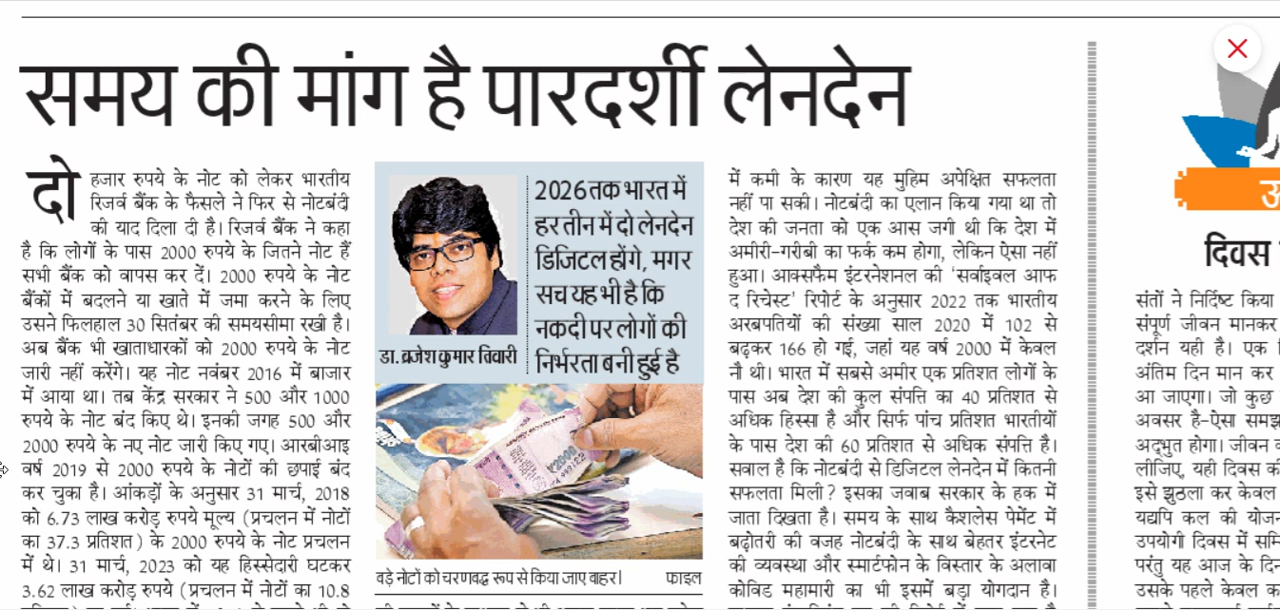 समय की मांग है पारदर्शी लेनदेन
दो हजार रुपये के नोट को लेकर भारतीय
रिजर्व बैंक के फैसले ने फिर से नोटबंदी
की याद दिला दी है। रिजर्व बैंक ने कहा
है कि लोगों के पास 2000 रुपये के जितने नोट हैं
सभी बैंक को वापस कर दें। 2000 रुपये के नोट
बैंकों में बदलने या खाते में जमा करने के लिए
उसने फिलहाल 30 सितंबर की समयसीमा रखी है।
अब बैंक भी खाताधारकों को 2000 रुपये के नोट
जारी नहीं करेंगे। यह नोट नवंबर 2016 में बाजार
में आया था। तब केंद्र सरकार ने 500 और 1000
रुपये के नोट बंद किए थे। इनकी जगह 500 और
2000 रुपये के नए नोट जारी किए गए। आरबीआइ
वर्ष 2019 से 2000 रुपये के नोटों की छपाई बंद
कर चुका है। आंकड़ों के अनुसार 31 मार्च, 2018
को 6.73 लाख करोड़ रुपये मूल्य (प्रचलन में नोटों
का 37.3 प्रतिशत) के 2000 रुपये के नोट प्रचलन
में थे। 31 मार्च, 2023 को यह हिस्सेदारी घटकर
3.62 लाख करोड़ रुपये (प्रचलन में नोटों का 10.8
डा. ब्रजेश कुमार तिवारी
2026 तक भारत में
हर तीन में दो लेनदेन
डिजिटल होंगे, मगर
सच यह भी है कि
नकदी पर लोगों की
निर्भरता बनी हुई है
बड़े नोटों को चरणबद्ध रूप से किया जाए बाहर। फाइल
में कमी के कारण यह मुहिम अपेक्षित सफलता
नहीं पा सकी। नोटबंदी का एलान किया गया था तो
देश की जनता को एक आस जगी थी कि देश में
अमीरी-गरीबी का फर्क कम होगा, लेकिन ऐसा नहीं
हुआ। आक्सफैम इंटरनेशनल की ‘सर्वाइवल आफ
द रिचेस्ट’ रिपोर्ट के अनुसार 2022 तक भारतीय
अरबपतियों की संख्या साल 2020 में 102 से
बढ़कर 166 हो गई, जहां यह वर्ष 2000 में केवल
नौ थी। भारत में सबसे अमीर एक प्रतिशत लोगों के
पास अब देश की कुल संपत्ति का 40 प्रतिशत से
अधिक हिस्सा है और सिर्फ पांच प्रतिशत भारतीयों
के पास देश की 60 प्रतिशत से अधिक संपत्ति है।
सवाल है कि नोटबंदी से डिजिटल लेनदेन में कितनी
सफलता मिली? इसका जवाब सरकार के हक में
जाता दिखता है। समय के साथ कैशलेस पेमेंट में
बढ़ोतरी की वजह नोटबंदी के साथ बेहतर इंटरनेट
की व्यवस्था और स्मार्टफोन के विस्तार के अलावा
कोविड महामारी का भी इसमें बड़ा योगदान है।
दिवस
संतों ने निर्दिष्ट किया
संपूर्ण जीवन मानकर
दर्शन यही है। एक
अंतिम दिन मान कर
आ जाएगा। जो कुछ
अवसर है-ऐसा समझ
अद्भुत होगा। जीवन
लीजिए, यही दिवस की
इसे झुठला कर केवल
यद्यपि कल की योज
उपयोगी दिवस में
परंतु यह आज के दि
उसके पहले केवल क